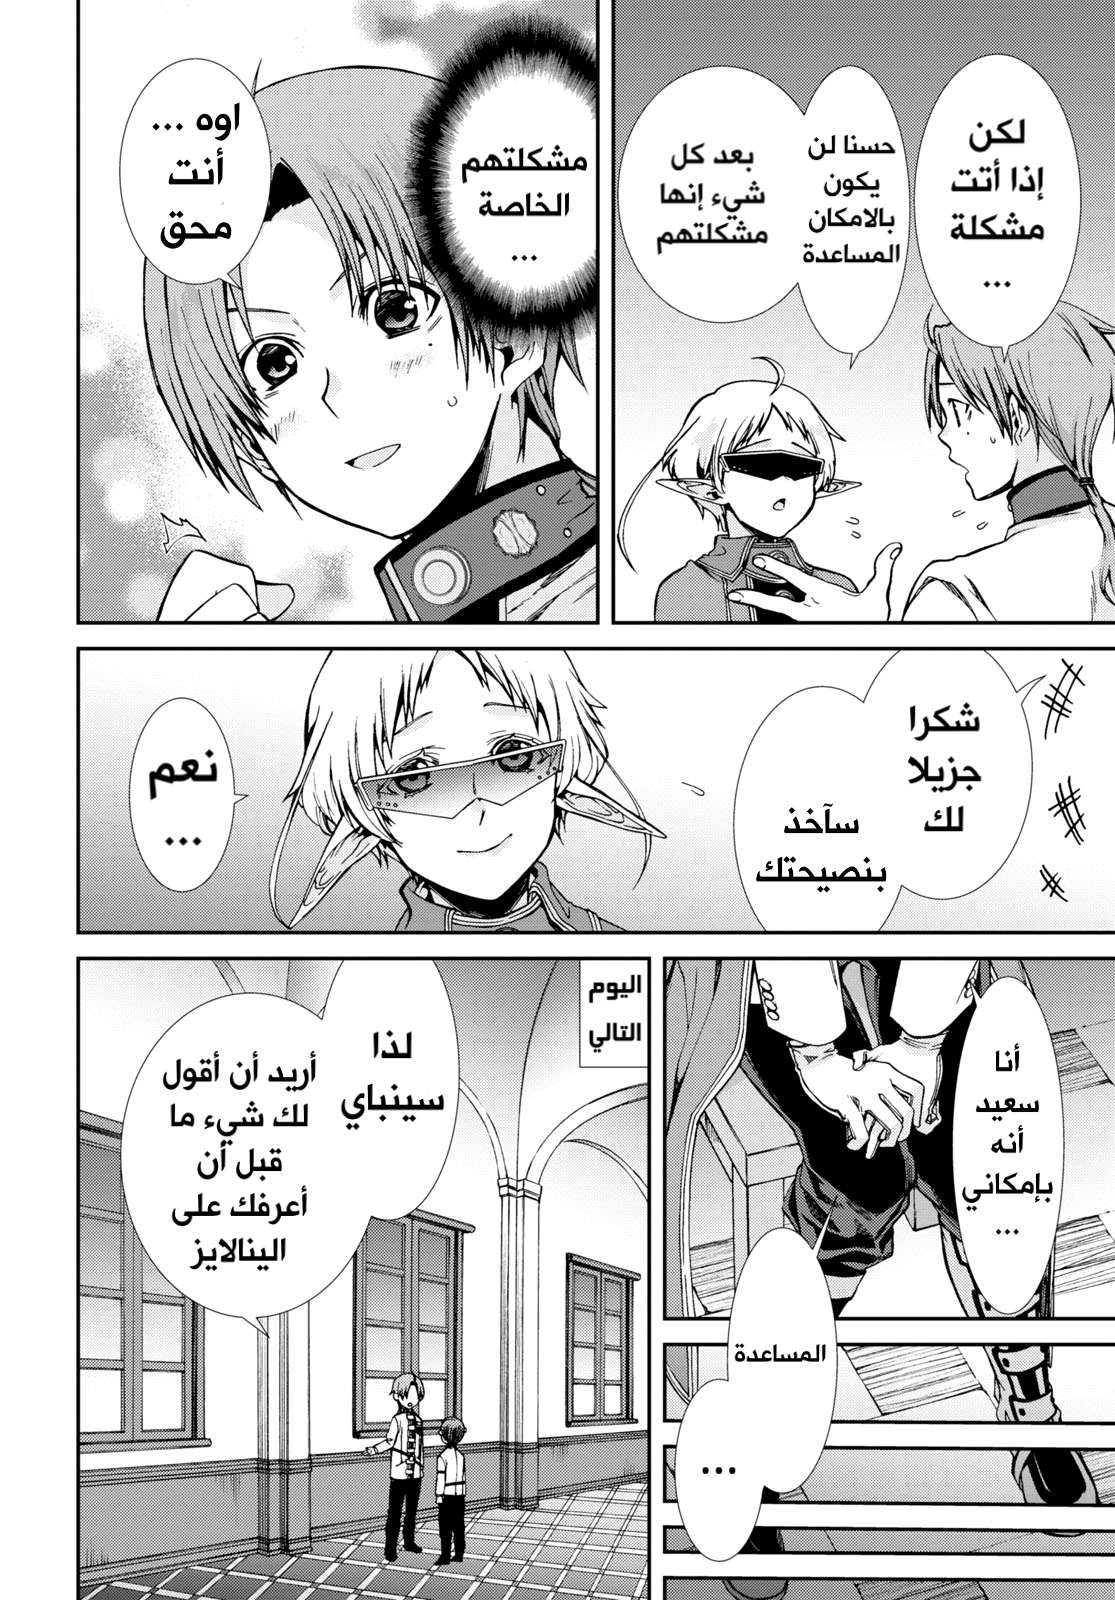 لكن
إذا أتت
مشكلة
...
حسنا لن
يكون
بالامكان
المساعدة
بعد كل
شيء إنها
مشكلتهم
مشكلتهم
الخاصة
...
اوه ...
أنت
محق
شكرا
جزيلا
لك
سآخذ
بنصيحتك
نعم
...
أنا
سعيد
أنه
بإمكاني
...
المساعدة
...
اليوم
التالي
لذا
سينباي
أريد أن أقول
لك شيء ما
قبل أن
أعرفك على
الينالايز